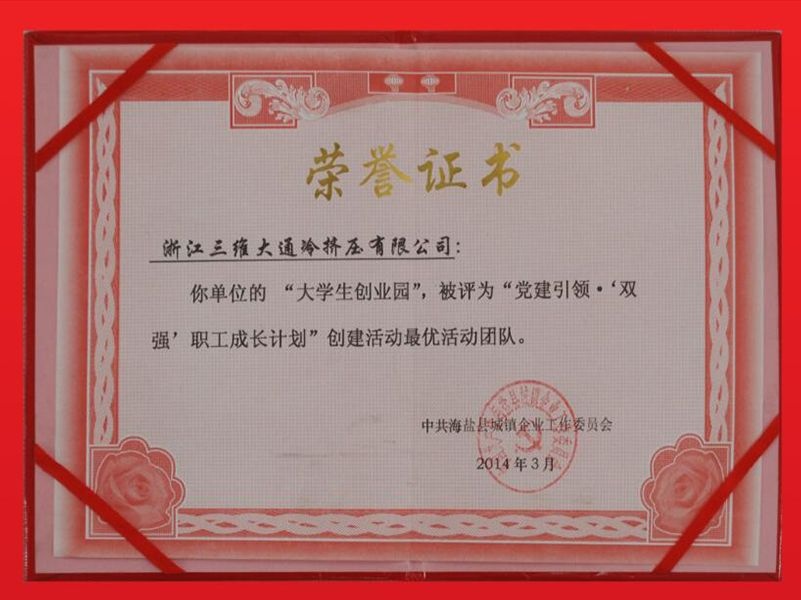 荣誉证书
浙江三维大通冷挤压有限公司:
你单位的 “大学生创业园”, 被评为“党建引领·‘双
强’ 职工成长计划” 创建活动最优活动团队。
中共海盐县城镇企业工作委员会
2014年3月